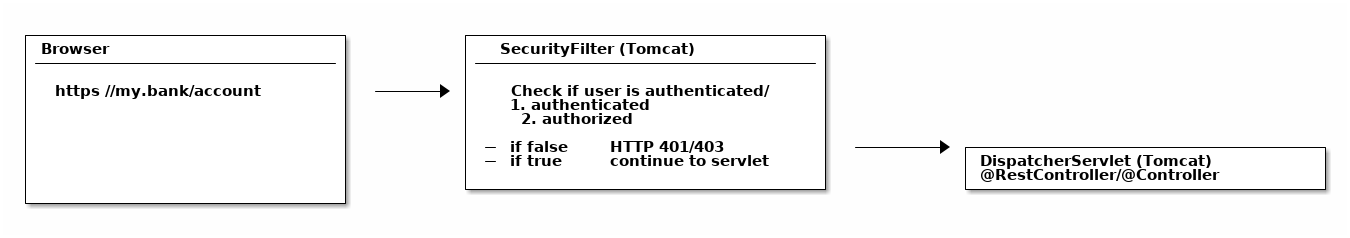 Browser
https //my.bank/account
SecurityFilter (Tomcat)
Check if user is authenticated/
1. authenticated
2. authorized
— if false HTTP 401/403
— if true continue to servlet
DispatcherServlet (Tomcat)
@RestController/@Controller